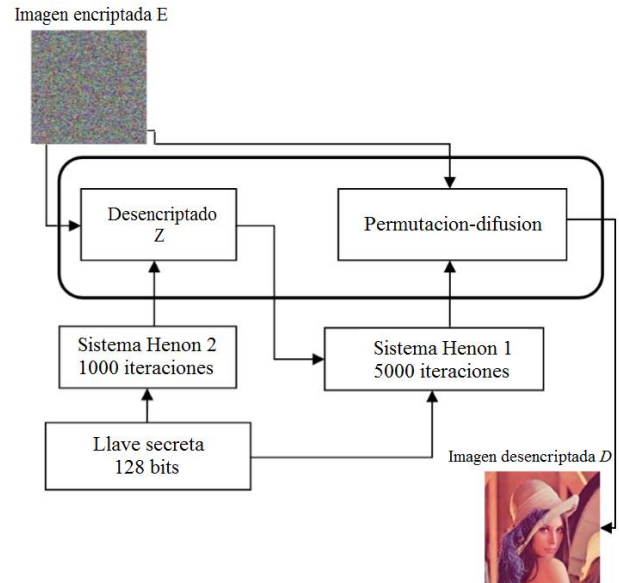 Imagen encriptada E
Desencriptado
Z
Permutacion-difusion
Sistema Henon 2
1000 iteraciones
Sistema Henon 1
5000 iteraciones
Llave secreta
128 bits
Imagen desencriptada D